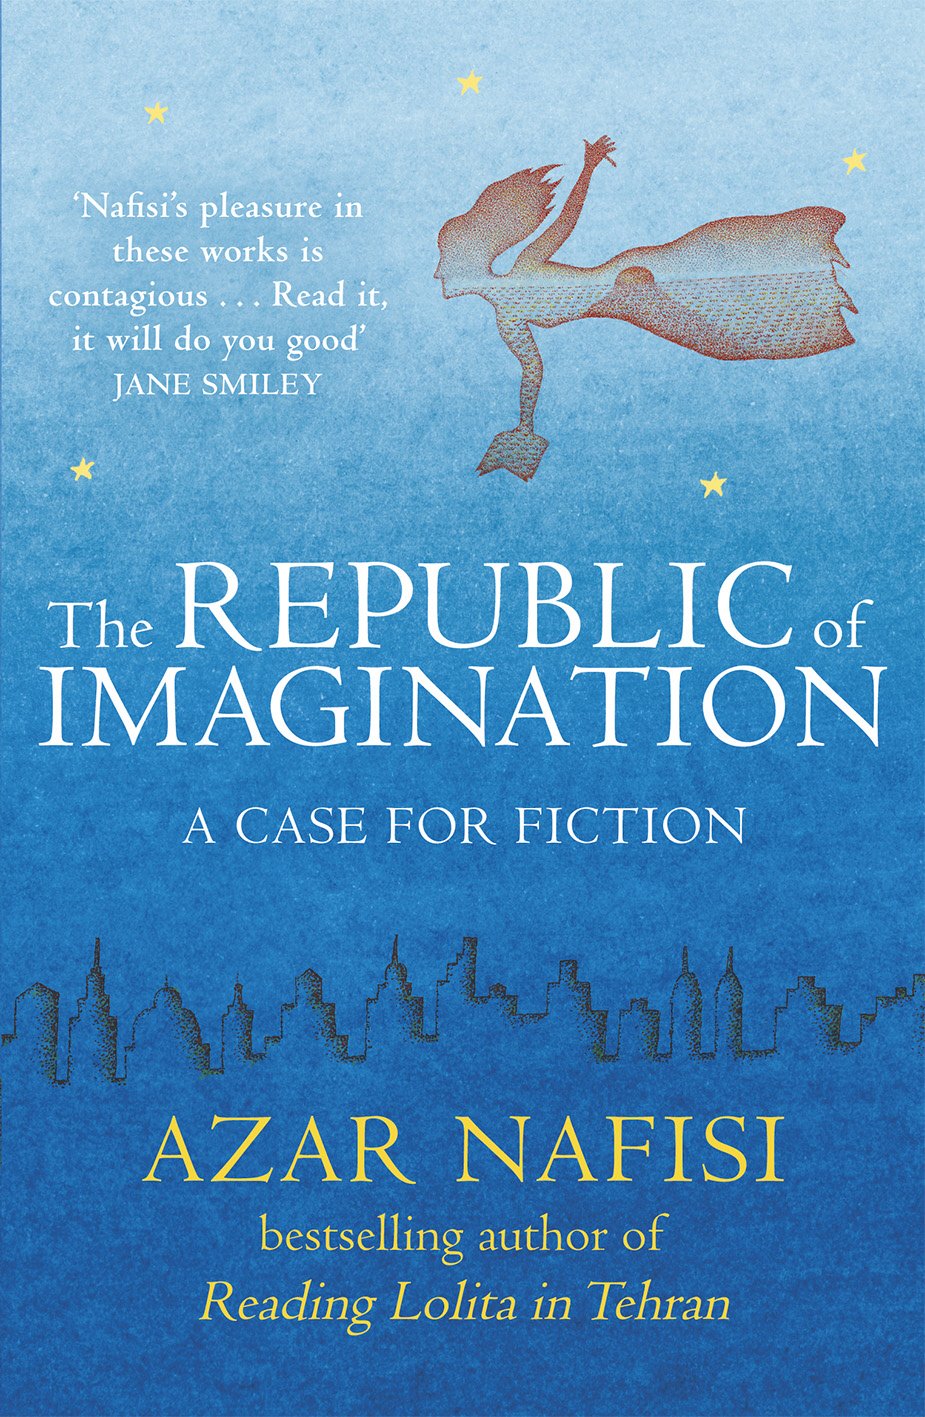 ‘Nafisi’s pleasure in
these works is
contagious . . . Read it,
it will do you good’
JANE SMILEY
The REPUBLIC of
IMAGINATION
A CASE FOR FICTION
AZAR NAFISI
bestselling author of
Reading Lolita in Tehran